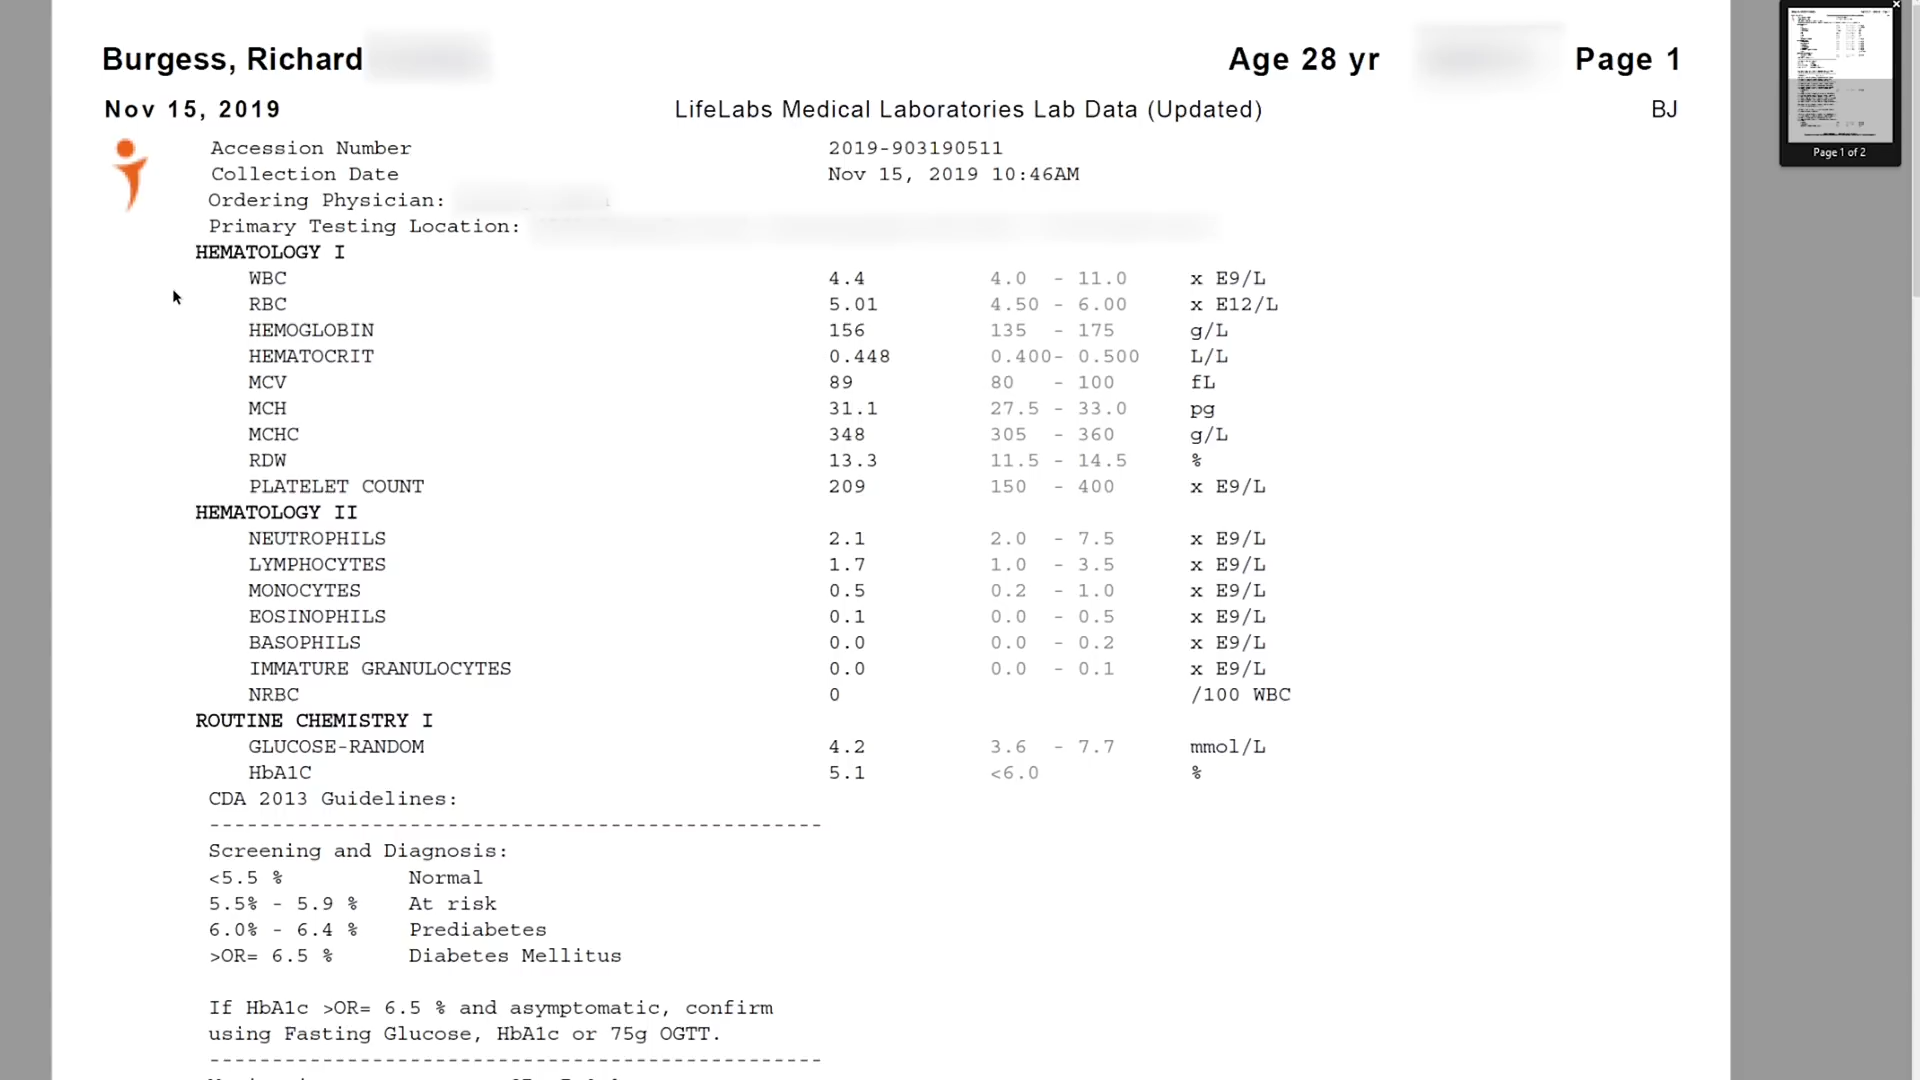 Burgess, Richard Age 28 yr Page 1
Nov 15, 2019 LifeLabs Medical Laboratories Lab Data (Updated) BJ
Accession Number 2019-903190511
Collection Date Nov 15, 2019 10:46AM
Ordering Physician:
Primary Testing Location:
HEMATOLOGY I
WBC 4.4 4.0 - 11.0 x E9/L
RBC 5.01 4.50 - 6.00 x E12/L
HEMOGLOBIN 156 135 - 175 g/L
HEMATOCRIT 0.448 0.400- 0.500 L/L
MCV 89 80 - 100 fL
MCH 31.1 27.5 - 33.0 pg
MCHC 348 305 - 360 g/L
RDW 13.3 11.5 - 14.5 %
PLATELET COUNT 209 150 - 400 x E9/L
HEMATOLOGY II
NEUTROPHILS 2.1 2.0 - 7.5 x E9/L
LYMPHOCYTES 1.7 1.0 - 3.5 x E9/L
MONOCYTES 0.5 0.2 - 1.0 x E9/L
EOSINOPHILS 0.1 0.0 - 0.5 x E9/L
BASOPHILS 0.0 0.0 - 0.2 x E9/L
IMMATURE GRANULOCYTES 0.0 0.0 - 0.1 x E9/L
NRBC 0 /100 WBC
ROUTINE CHEMISTRY I
GLUCOSE-RANDOM 4.2 3.6 - 7.7 mmol/L
HbA1C 5.1 <6.0 %
CDA 2013 Guidelines:
-------------------------------------------------
Screening and Diagnosis:
<5.5 % Normal
5.5% - 5.9 % At risk
6.0% - 6.4 % Prediabetes
>OR= 6.5 % Diabetes Mellitus
If HbA1c >OR= 6.5 % and asymptomatic, confirm
using Fasting Glucose, HbA1c or 75g OGTT.
-------------------------------------------------
Page 1 of 2